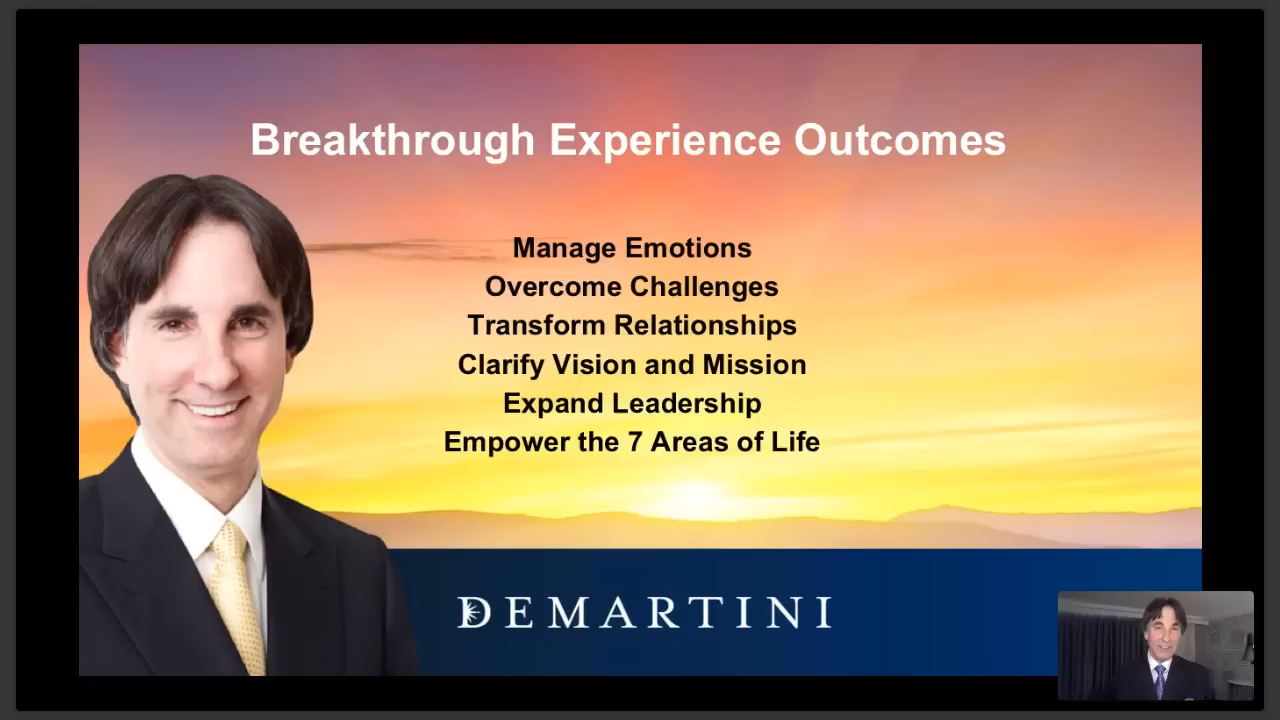 Breakthrough Experience Outcomes
Manage Emotions
Overcome Challenges
Transform Relationships
Clarify Vision and Mission
Expand Leadership
Empower the 7 Areas of Life
DEMARTINI